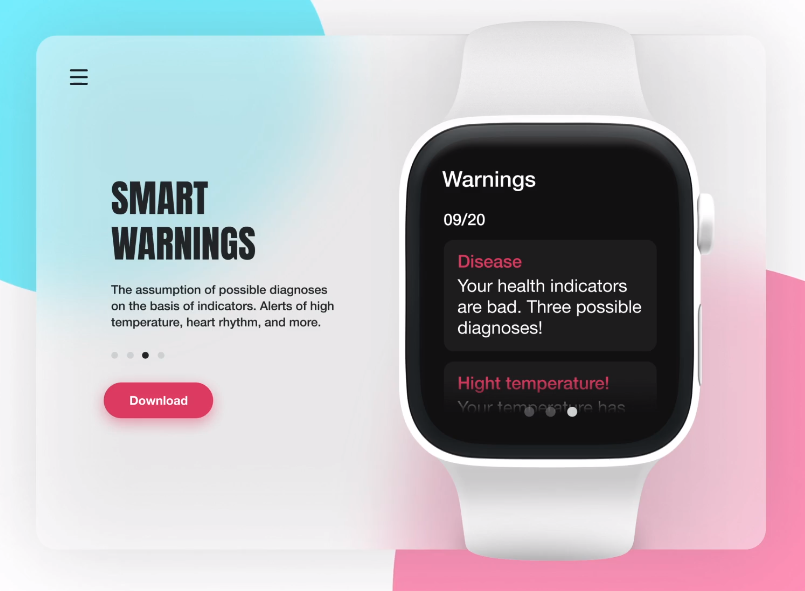 SMART
WARNINGS
The assumption of possible diagnoses
on the basis of indicators. Alerts of high
temperature, heart rhythm, and more.
Download
Warnings
09/20
Disease
Your health indicators
are bad. Three possible
diagnoses!
Hight temperature!
Your temperature has